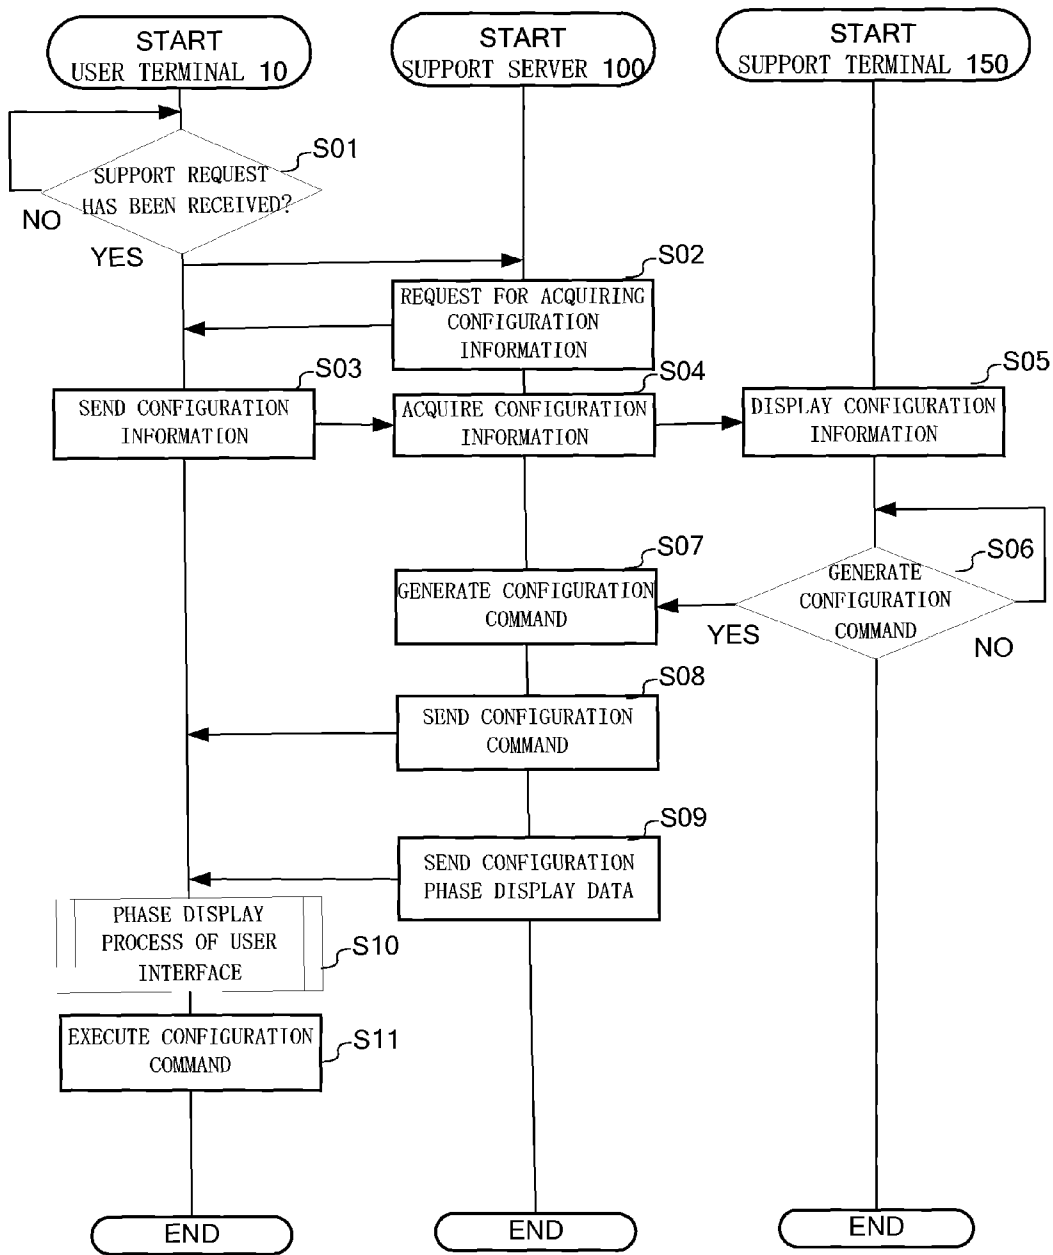 START
USER TERMINAL 10
START
SUPPORT SERVER 100
START
SUPPORT TERMINAL 150
S01
SUPPORT REQUEST
HAS BEEN RECEIVED?
NO
YES
S02
REQUEST FOR ACQUIRING
CONFIGURATION
INFORMATION
S03
SEND CONFIGURATION
INFORMATION
S04
ACQUIRE CONFIGURATION
INFORMATION
S05
DISPLAY CONFIGURATION
INFORMATION
S06
GENERATE
CONFIGURATION
COMMAND
YES
NO
S07
GENERATE CONFIGURATION
COMMAND
S08
SEND CONFIGURATION
COMMAND
S09
SEND CONFIGURATION
PHASE DISPLAY DATA
PHASE DISPLAY
PROCESS OF USER
INTERFACE
S10
EXECUTE CONFIGURATION
COMMAND
S11
END
END
END